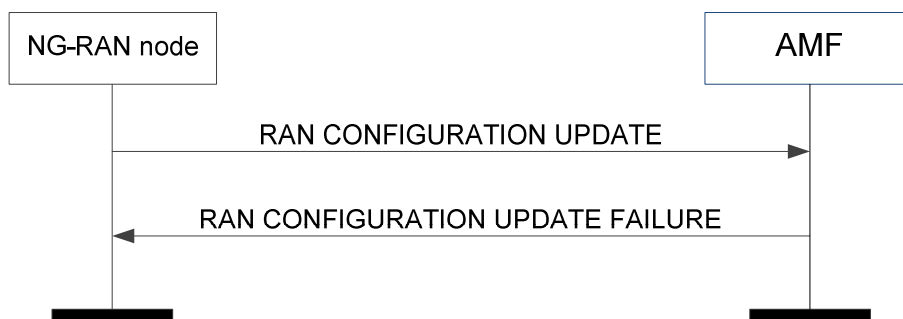 NG-RAN node
AMF
RAN CONFIGURATION UPDATE
RAN CONFIGURATION UPDATE FAILURE